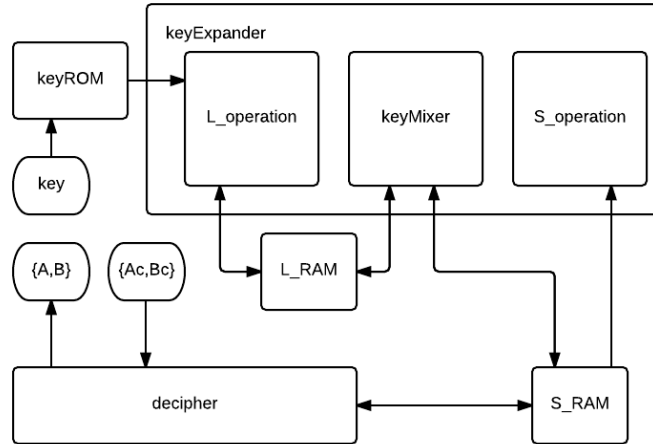 keyExpander
keyROM
L_operation
keyMixer
S_operation
key
{A,B}
{Ac,Bc}
L_RAM
decipher
S_RAM